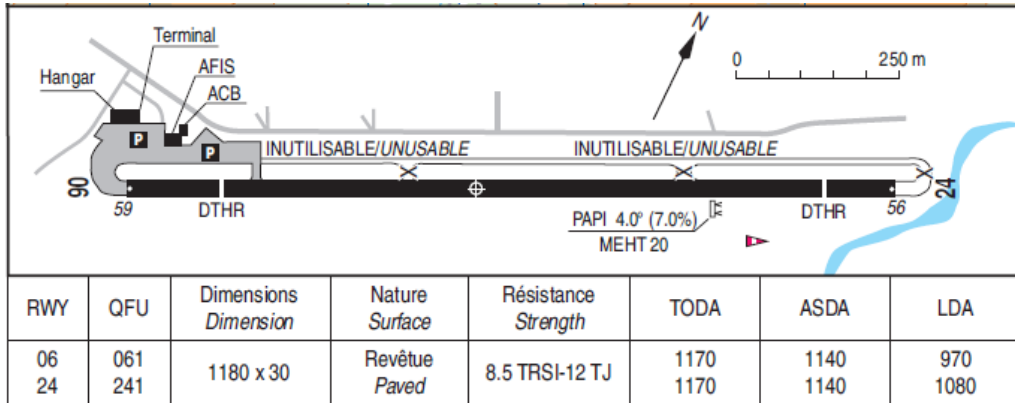 N
Terminal
0 250 m
Hangar
AFIS
ACB
P
P
INUTILISABLE/UNUSABLE INUTILISABLE/UNUSABLE
06
24
59
DTHR
DTHR
56
PAPI 4.0° (7.0%)
MEHT 20
RWY QFU Dimensions Nature Résistance TODA ASDA LDA
Dimension Surface Strength
06 061 1180 x 30 Revêtue 8.5 TRSI-12 TJ 1170 1140 970
24 241 Paved 1170 1140 1080